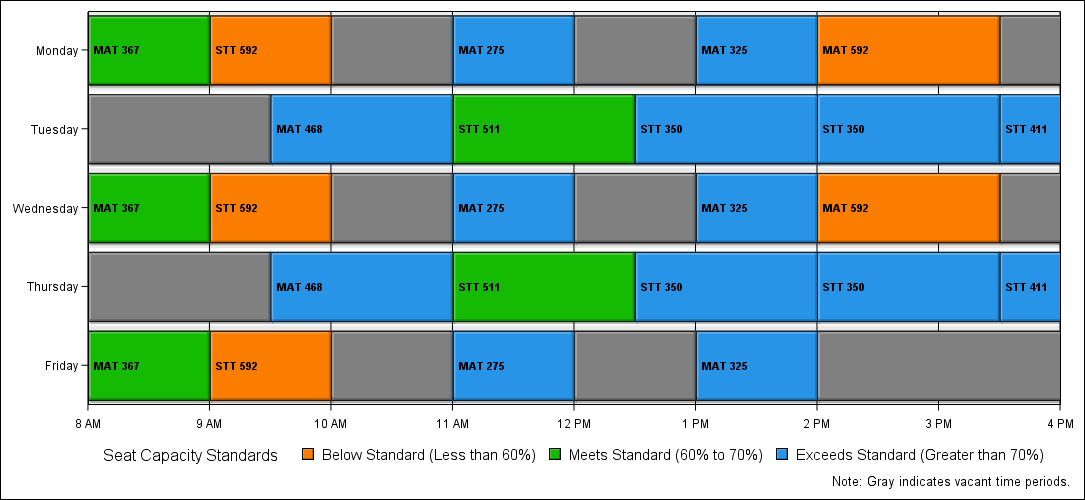 Monday MAT 367 STT 592 MAT 275 MAT 325 MAT 592
Tuesday MAT 468 STT 511 STT 350 STT 350 STT 411
Wednesday MAT 367 STT 592 MAT 275 MAT 325 MAT 592
Thursday MAT 468 STT 511 STT 350 STT 350 STT 411
Friday MAT 367 STT 592 MAT 275 MAT 325
8 AM 9 AM 10 AM 11 AM 12 PM 1 PM 2 PM 3 PM 4 PM
Seat Capacity Standards Below Standard (Less than 60%) Meets Standard (60% to 70%) Exceeds Standard (Greater than 70%)
Note: Gray indicates vacant time periods.